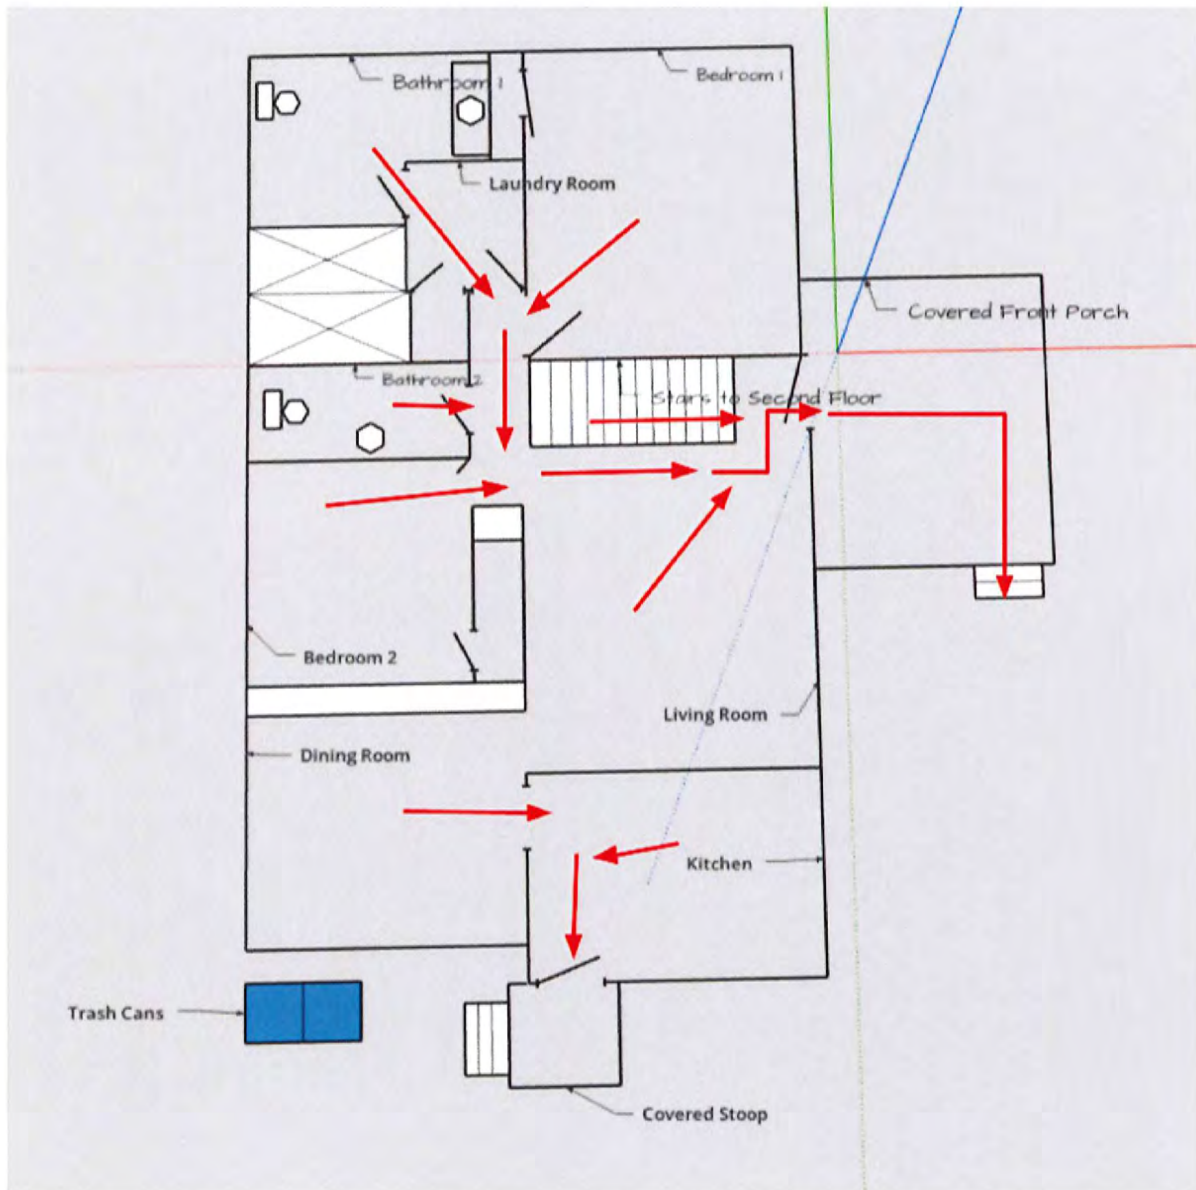 Bathroom 1
Bedroom 1
Laundry Room
Covered Front Porch
Bathroom 2
Stairs to Second Floor
Bedroom 2
Living Room
Dining Room
Kitchen
Trash Cans
Covered Stoop